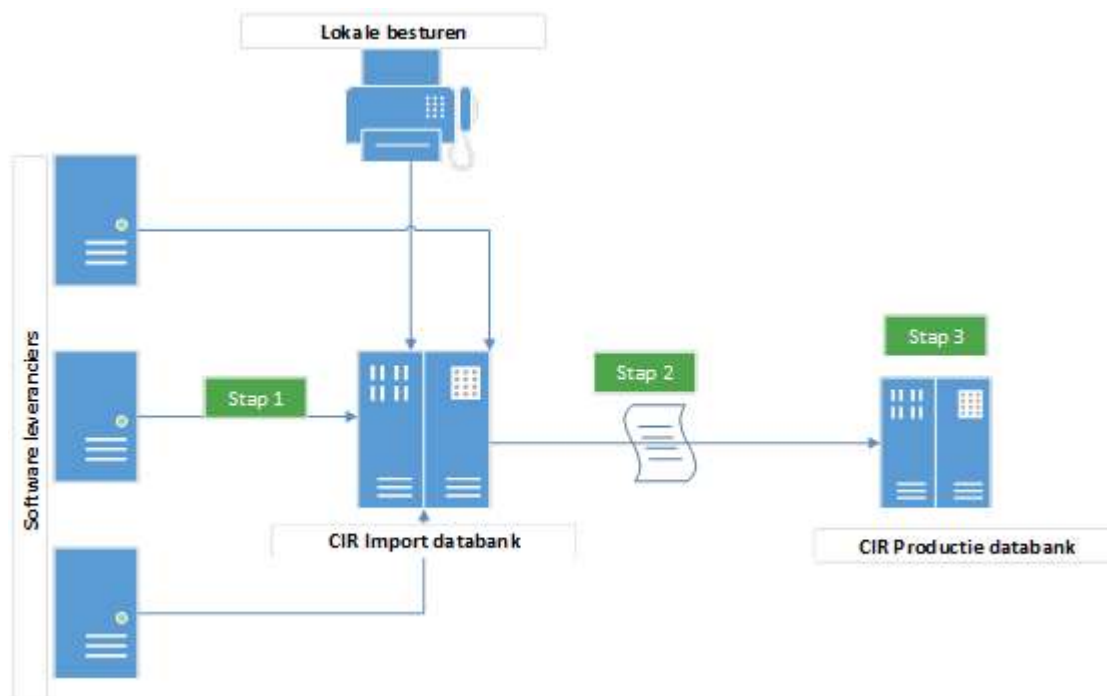 Lokale besturen
Software leveranciers
Stap 1
Stap 2
Stap 3
CIR Import databank
CIR Productie databank